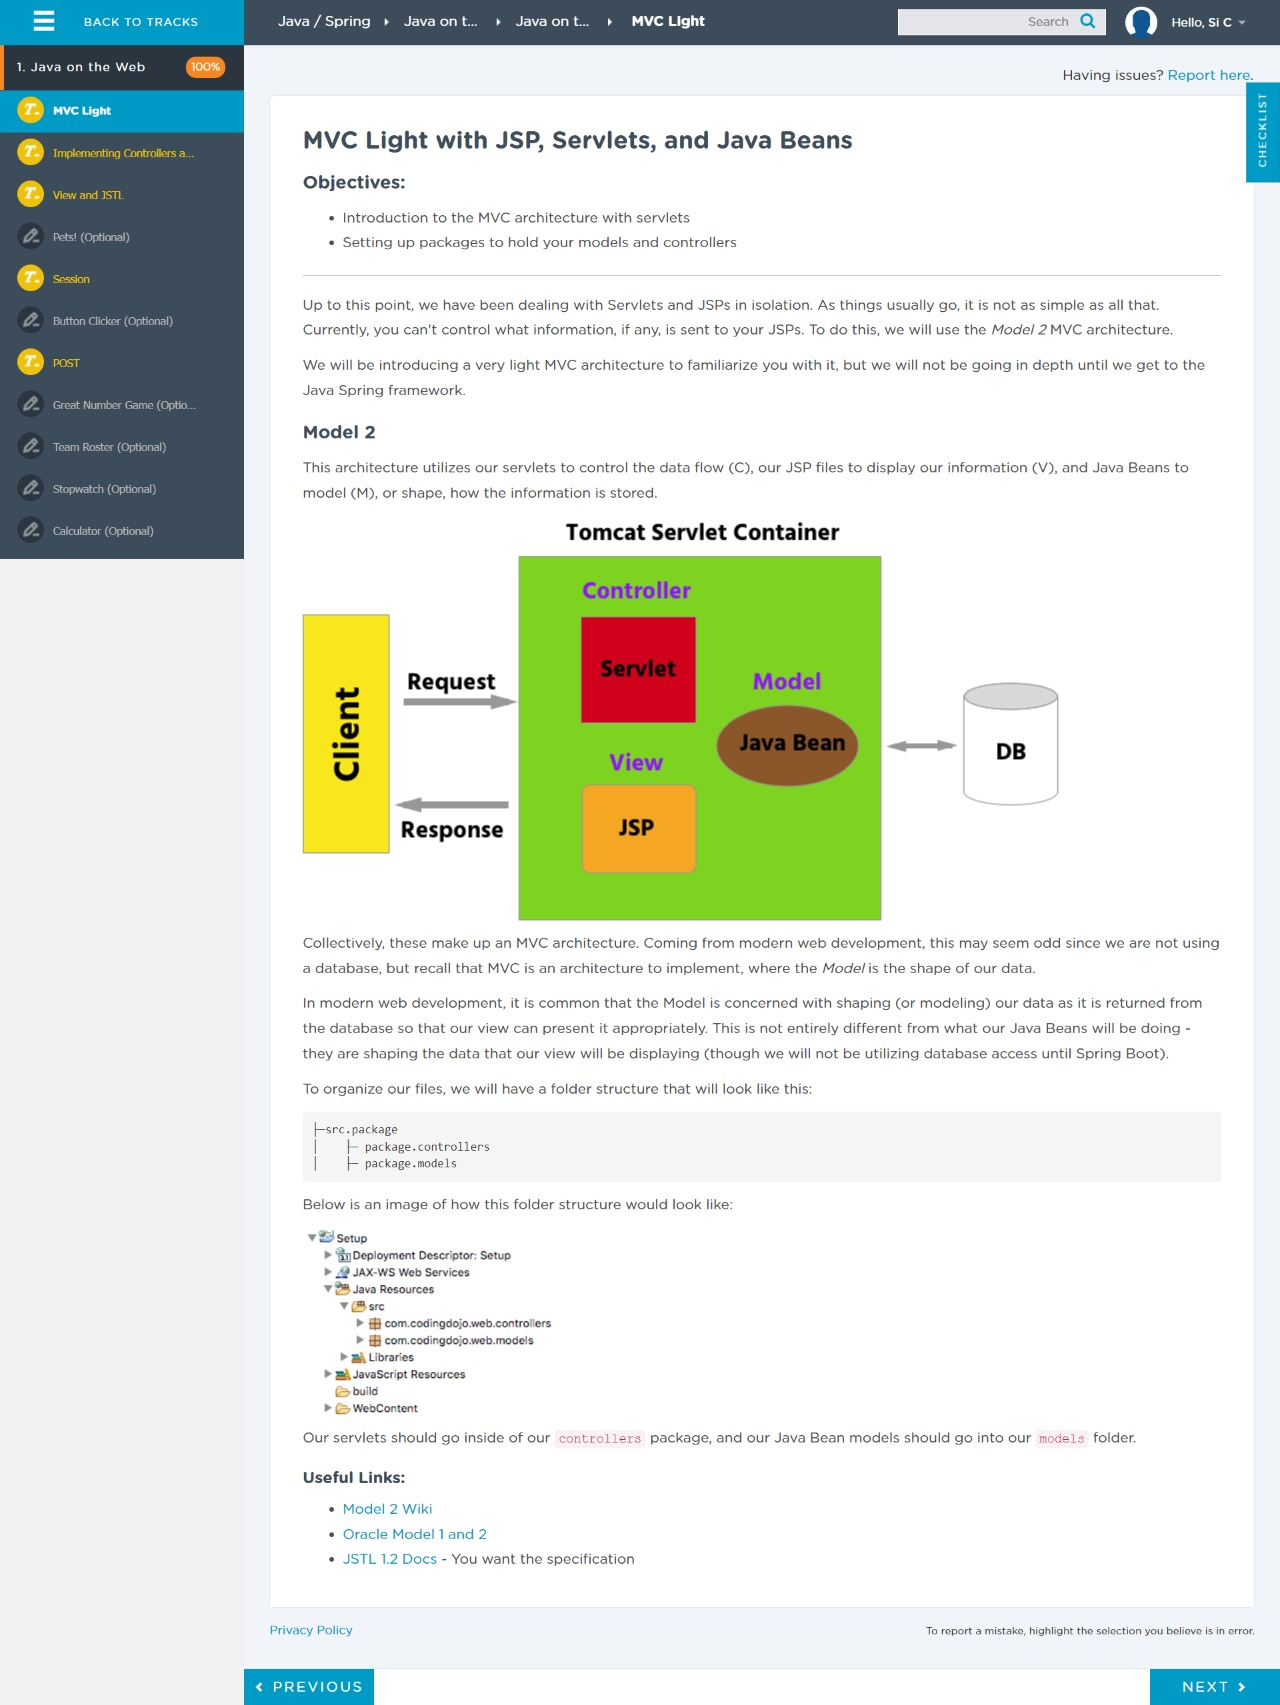 BACK TO TRACKS
Java / Spring
Java on t...
Java on t...
MVC Light
Search
Hello, Si C
1. Java on the Web
100%
MVC Light
Implementing Controllers a...
View and JSTL
Pets! (Optional)
Session
Button Clicker (Optional)
POST
Great Number Game (Optio...
Team Roster (Optional)
Stopwatch (Optional)
Calculator (Optional)
Having issues? Report here.
CHECKLIST
MVC Light with JSP, Servlets, and Java Beans
Objectives:
• Introduction to the MVC architecture with servlets
• Setting up packages to hold your models and controllers
Up to this point, we have been dealing with Servlets and JSPs in isolation. As things usually go, it is not as simple as all that.
Currently, you can't control what information, if any, is sent to your JSPs. To do this, we will use the Model 2 MVC architecture.
We will be introducing a very light MVC architecture to familiarize you with it, but we will not be going in depth until we get to the
Java Spring framework.
Model 2
This architecture utilizes our servlets to control the data flow (C), our JSP files to display our information (V), and Java Beans to
model (M), or shape, how the information is stored.
Tomcat Servlet Container
Controller
Servlet
Client
Request
Model
Java Bean
DB
View
JSP
Response
Collectively, these make up an MVC architecture. Coming from modern web development, this may seem odd since we are not using
a database, but recall that MVC is an architecture to implement, where the Model is the shape of our data.
In modern web development, it is common that the Model is concerned with shaping (or modeling) our data as it is returned from
the database so that our view can present it appropriately. This is not entirely different from what our Java Beans will be doing -
they are shaping the data that our view will be displaying (though we will not be utilizing database access until Spring Boot).
To organize our files, we will have a folder structure that will look like this:
├─src.package
│    ├─ package.controllers
│    ├─ package.models
Below is an image of how this folder structure would look like:
Setup
Deployment Descriptor: Setup
JAX-WS Web Services
Java Resources
src
com.codingdojo.web.controllers
com.codingdojo.web.models
Libraries
JavaScript Resources
build
WebContent
Our servlets should go inside of our controllers package, and our Java Bean models should go into our models folder.
Useful Links:
• Model 2 Wiki
• Oracle Model 1 and 2
• JSTL 1.2 Docs - You want the specification
Privacy Policy
To report a mistake, highlight the selection you believe is in error.
PREVIOUS
NEXT